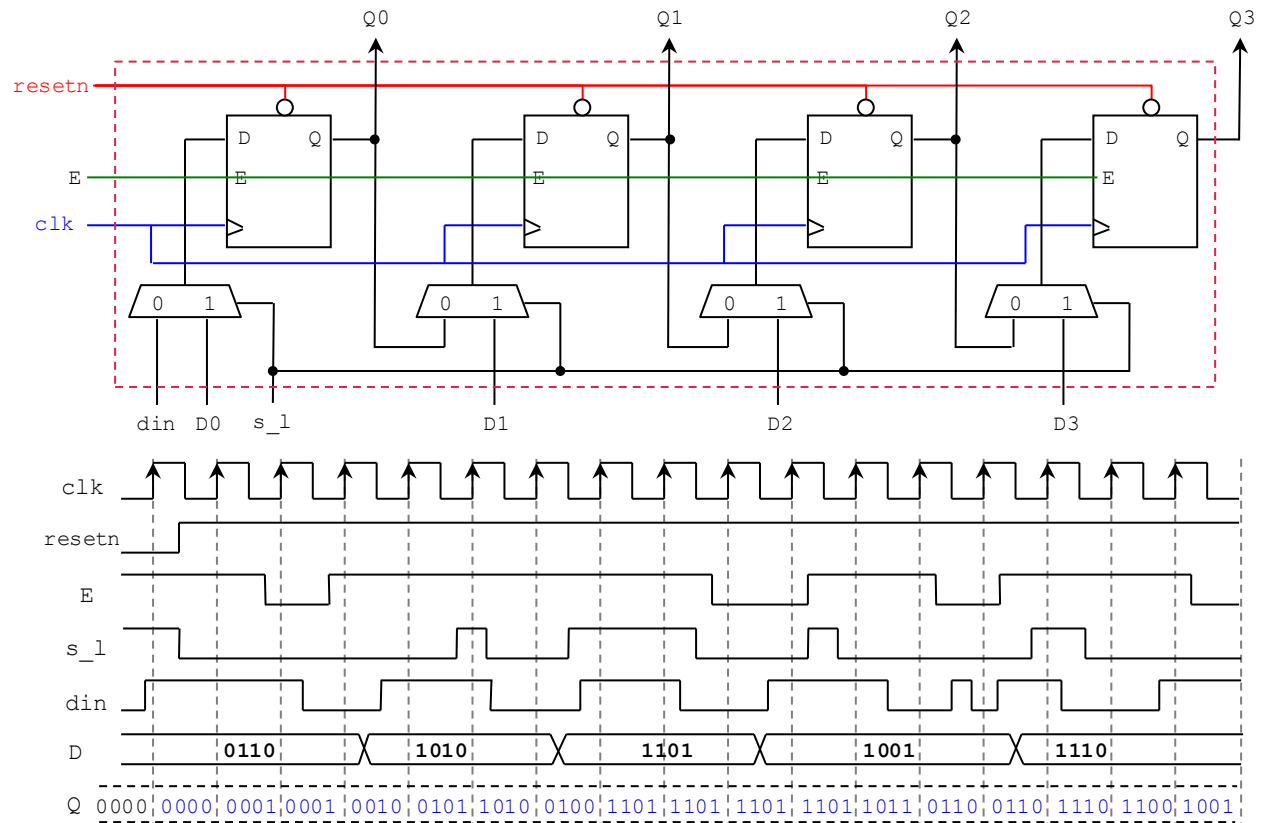 Q0 Q1 Q2 Q3
resetn
D Q D Q D Q D Q
E E E E E
clk
0 1 0 1 0 1 0 1
din D0 s_l D1 D2 D3
clk
resetn
E
s_l
din
D 0110 1010 1101 1001 1110
Q 0000 0000 0001 0001 0010 0101 1010 0100 1101 1101 1101 1101 1011 0110 0110 1110 1100 1001